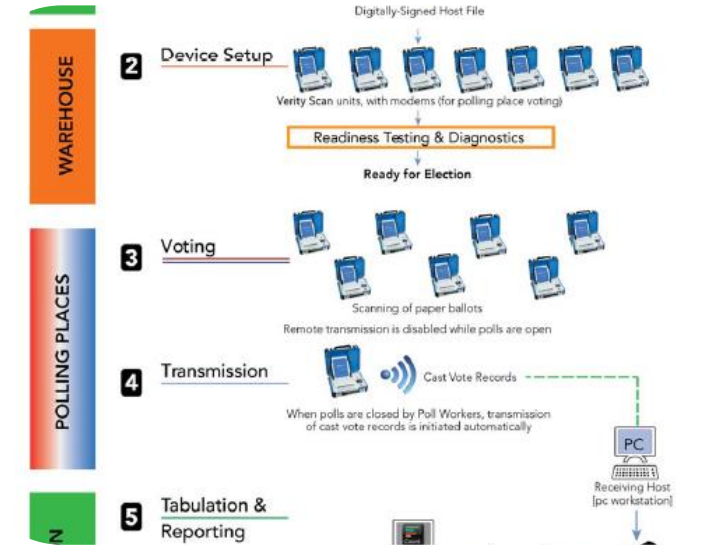 Digitally-Signed Host File
WAREHOUSE
2
Device Setup
Verity Scan units, with modems (for polling place voting)
Readiness Testing & Diagnostics
Ready for Election
POLLING PLACES
3
Voting
Scanning of paper ballots
Remote transmission is disabled while polls are open
4
Transmission
Cast Vote Records
When polls are closed by Poll Workers, transmission
of cast vote records is initiated automatically
PC
Receiving Host
[pc workstation]
N
5
Tabulation &
Reporting